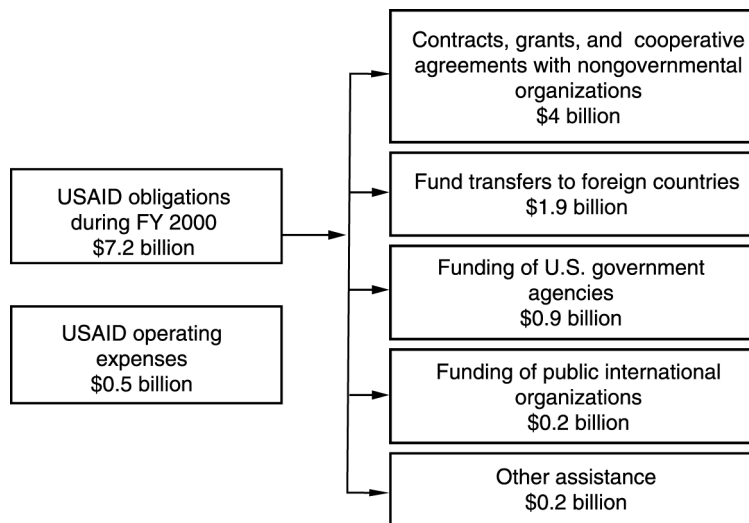 USAID obligations
during FY 2000
$7.2 billion
USAID operating
expenses
$0.5 billion
Contracts, grants, and cooperative
agreements with nongovernmental
organizations
$4 billion
Fund transfers to foreign countries
$1.9 billion
Funding of U.S. government
agencies
$0.9 billion
Funding of public international
organizations
$0.2 billion
Other assistance
$0.2 billion